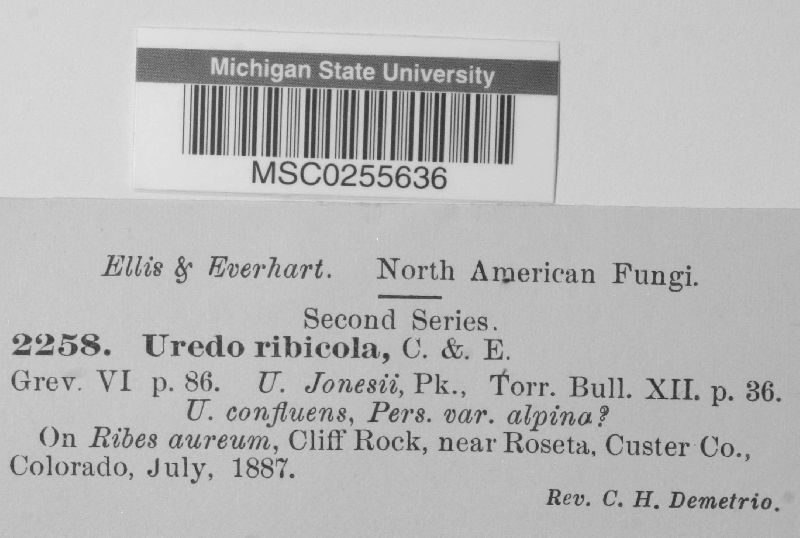 Michigan State University
MSC0255636
Ellis & Everhart. North American Fungi.
Second Series.
2258. Uredo ribicola, C. & E.
Grev. VI p. 86. U. Jonesii, Pk., Torr. Bull. XII. p. 36.
U. confluens, Pers. var. alpina?
On Ribes aureum, Cliff Rock, near Roseta, Custer Co.,
Colorado, July, 1887.
Rev. C. H. Demetrio.